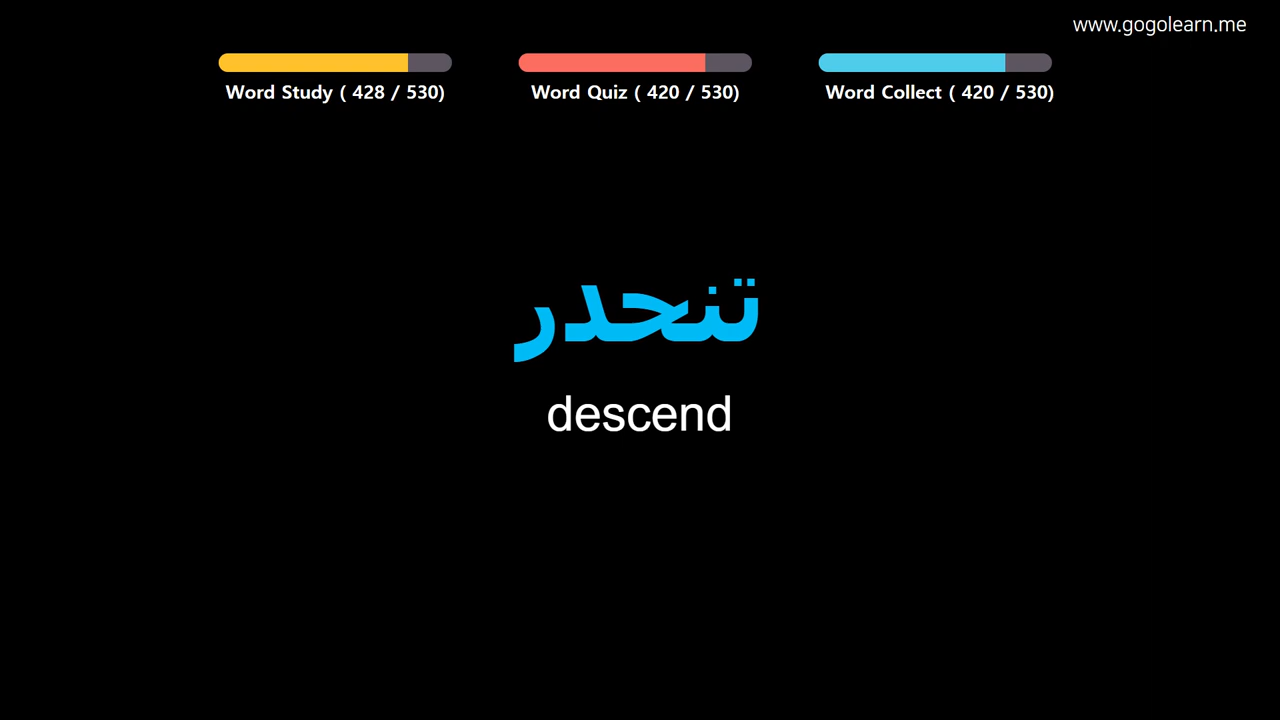 www.gogolearn.me
Word Study ( 428 / 530)
Word Quiz ( 420 / 530)
Word Collect ( 420 / 530)
تنحدر
descend